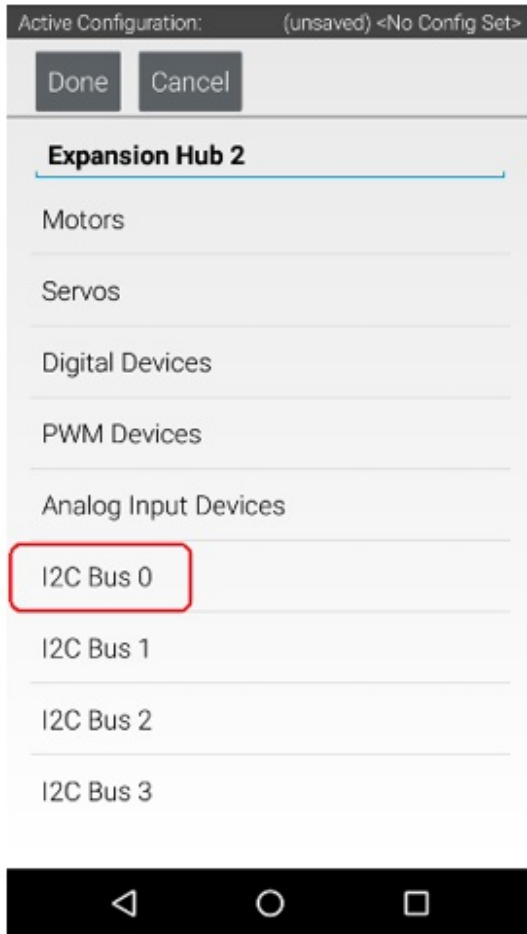 Active Configuration: (unsaved) <No Config Set>
Done Cancel
Expansion Hub 2
Motors
Servos
Digital Devices
PWM Devices
Analog Input Devices
I2C Bus 0
I2C Bus 1
I2C Bus 2
I2C Bus 3